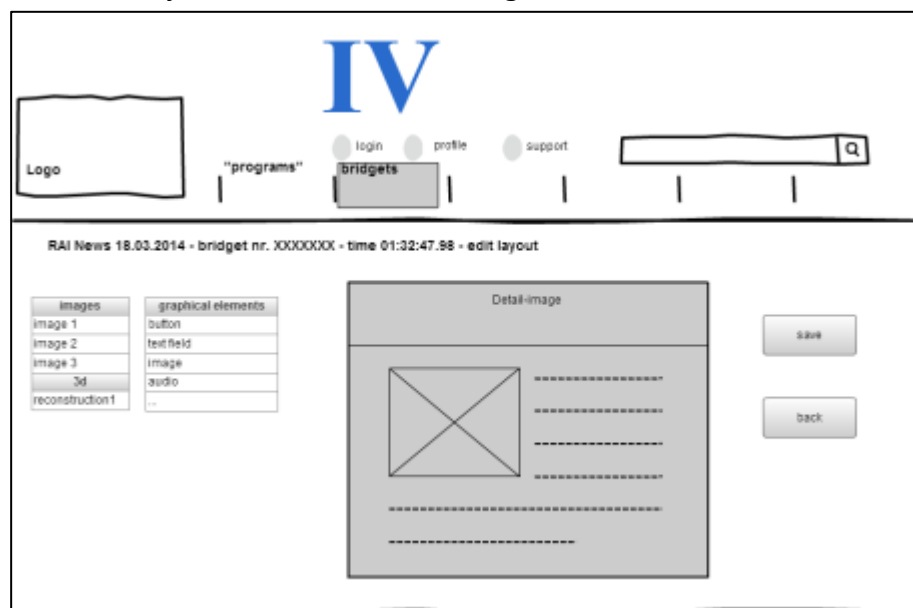 IV
login profile support
Logo "programs" bridgets
RAI News 18.03.2014 - bridget nr. XXXXXXX - time 01:32:47.98 - edit layout
images graphical elements
image 1 button
image 2 text field
image 3 image
3d audio
reconstruction1 ...
Detail-image
save
back